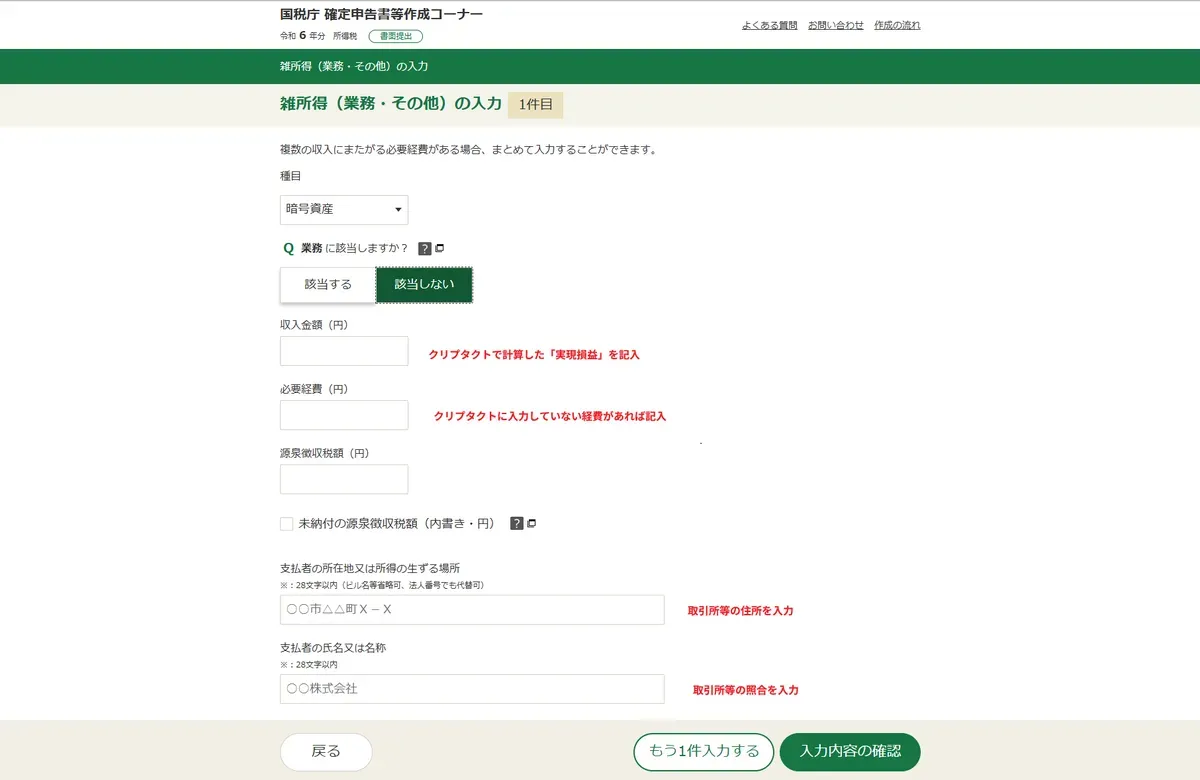 国税庁 確定申告書等作成コーナー
令和 6 年分 所得税 書面提出
よくある質問 お問い合わせ 作成の流れ
雑所得（業務・その他）の入力
雑所得（業務・その他）の入力 1件目
複数の収入にまたがる必要経費がある場合、まとめて入力することができます。
種目
暗号資産
Q 業務 に該当しますか？ ?
該当する 該当しない
収入金額（円）
クリプタクトで計算した「実現損益」を記入
必要経費（円）
クリプタクトに入力していない経費があれば記入
源泉徴収税額（円）
未納付の源泉徴収税額（内書き・円） ?
支払者の所在地又は所得の生ずる場所
※：28文字以内（ビル名等省略可、法人番号でも代替可）
○○市△△町Ｘ－Ｘ
取引所等の住所を入力
支払者の氏名又は名称
※：28文字以内
○○株式会社
取引所等の照合を入力
戻る もう1件入力する 入力内容の確認